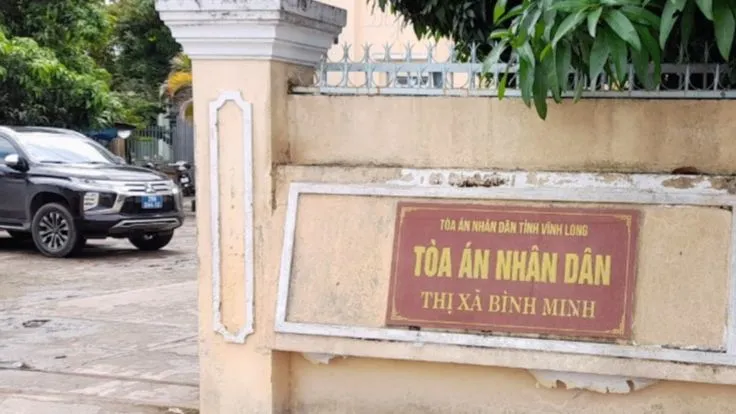 TÒA ÁN NHÂN DÂN TỈNH VĨNH LONG
TÒA ÁN NHÂN DÂN
THỊ XÃ BÌNH MINH